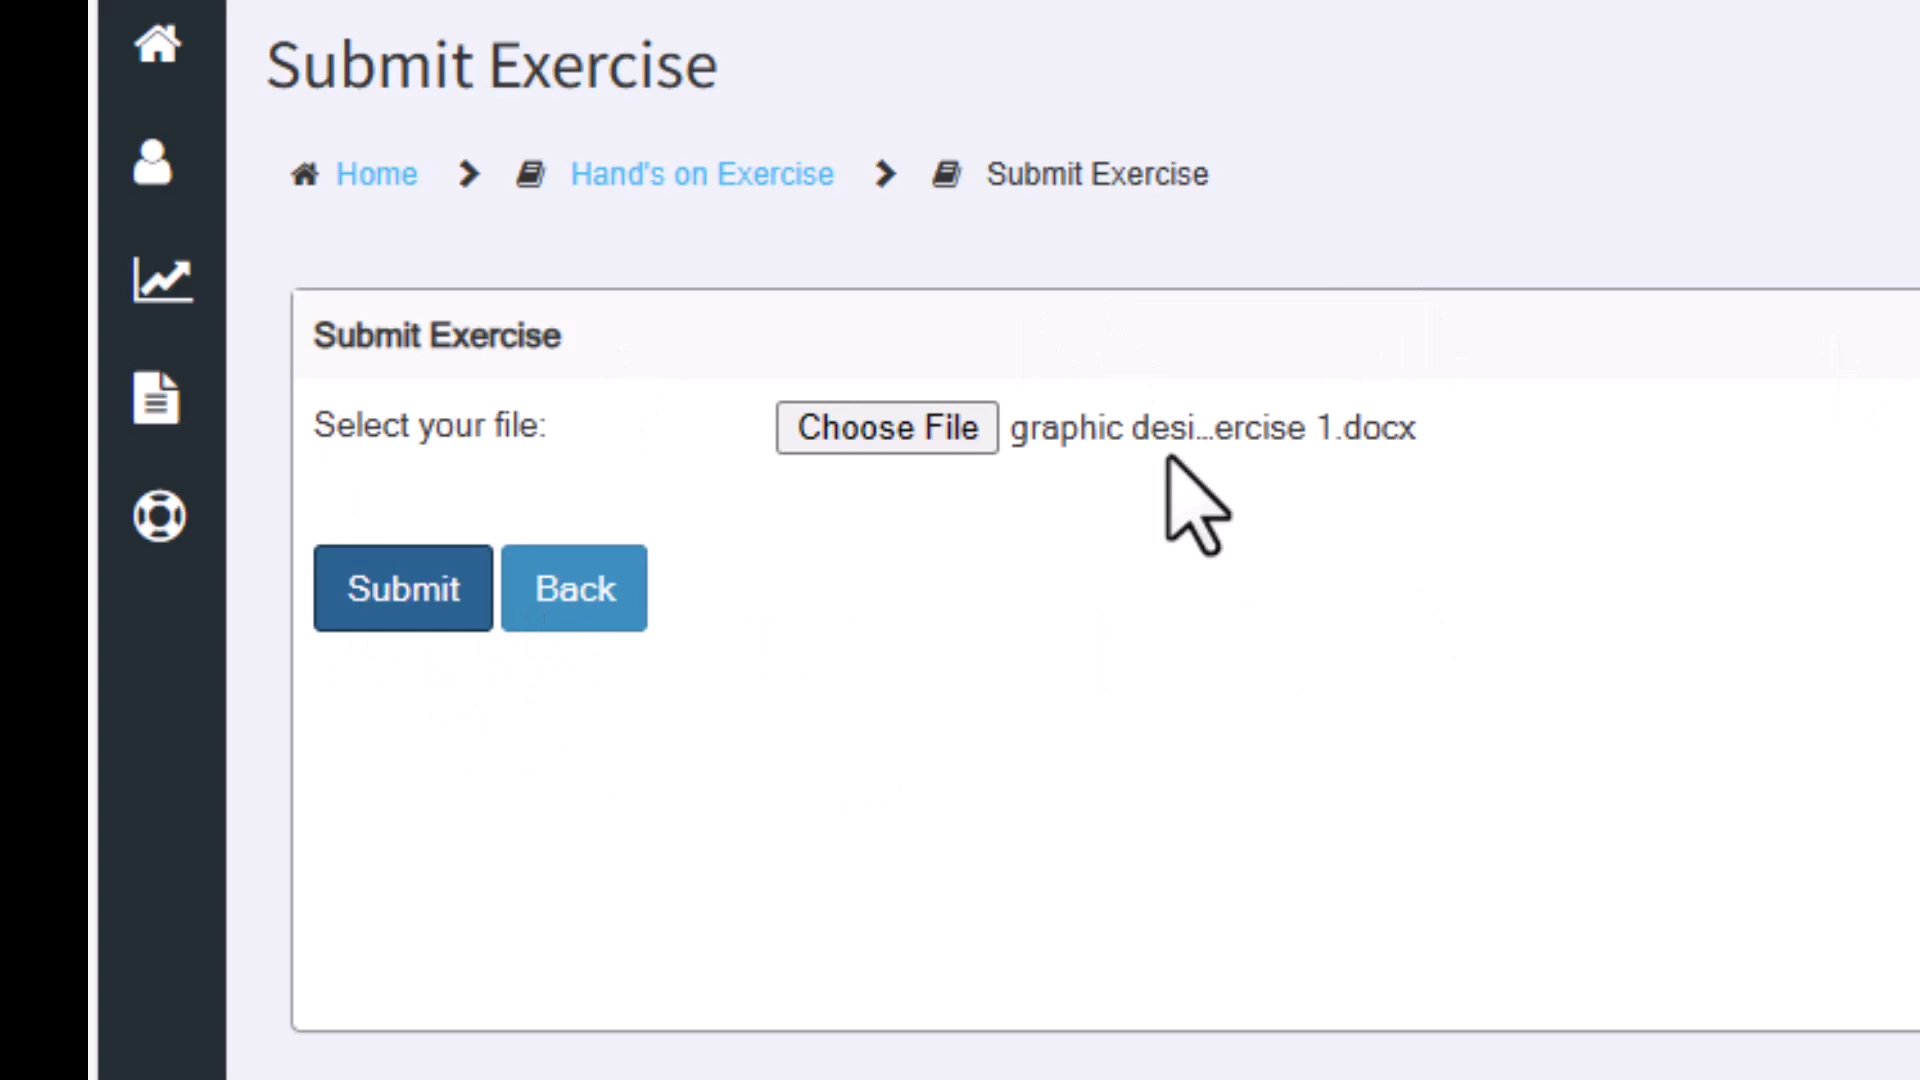 Submit Exercise
Home Hand's on Exercise Submit Exercise
Submit Exercise
Select your file: Choose File graphic desi...ercise 1.docx
Submit Back